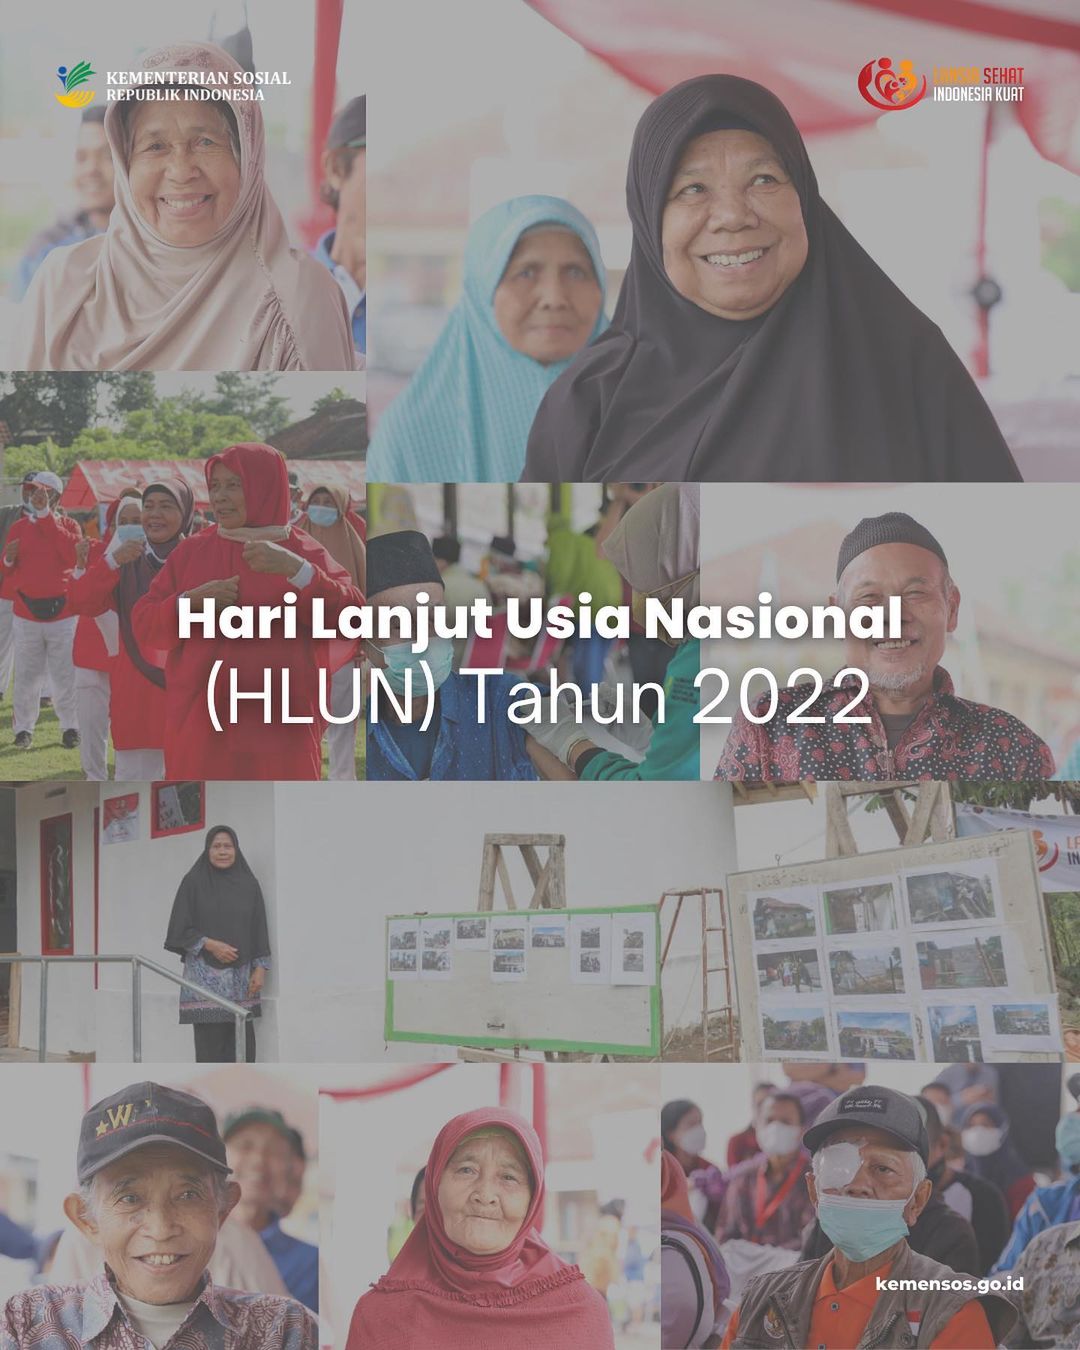 KEMENTERIAN SOSIAL
REPUBLIK INDONESIA
LANSIA SEHAT
INDONESIA KUAT
Hari Lanjut Usia Nasional
(HLUN) Tahun 2022
W
kemensos.go.id